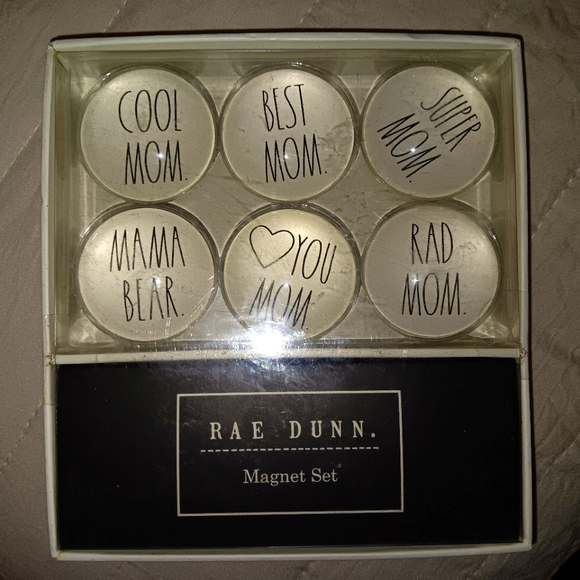 COOL
MOM.
BEST
MOM.
SUPER
MOM.
MAMA
BEAR.
♡YOU
MOM.
RAD
MOM.
RAE DUNN.
Magnet Set